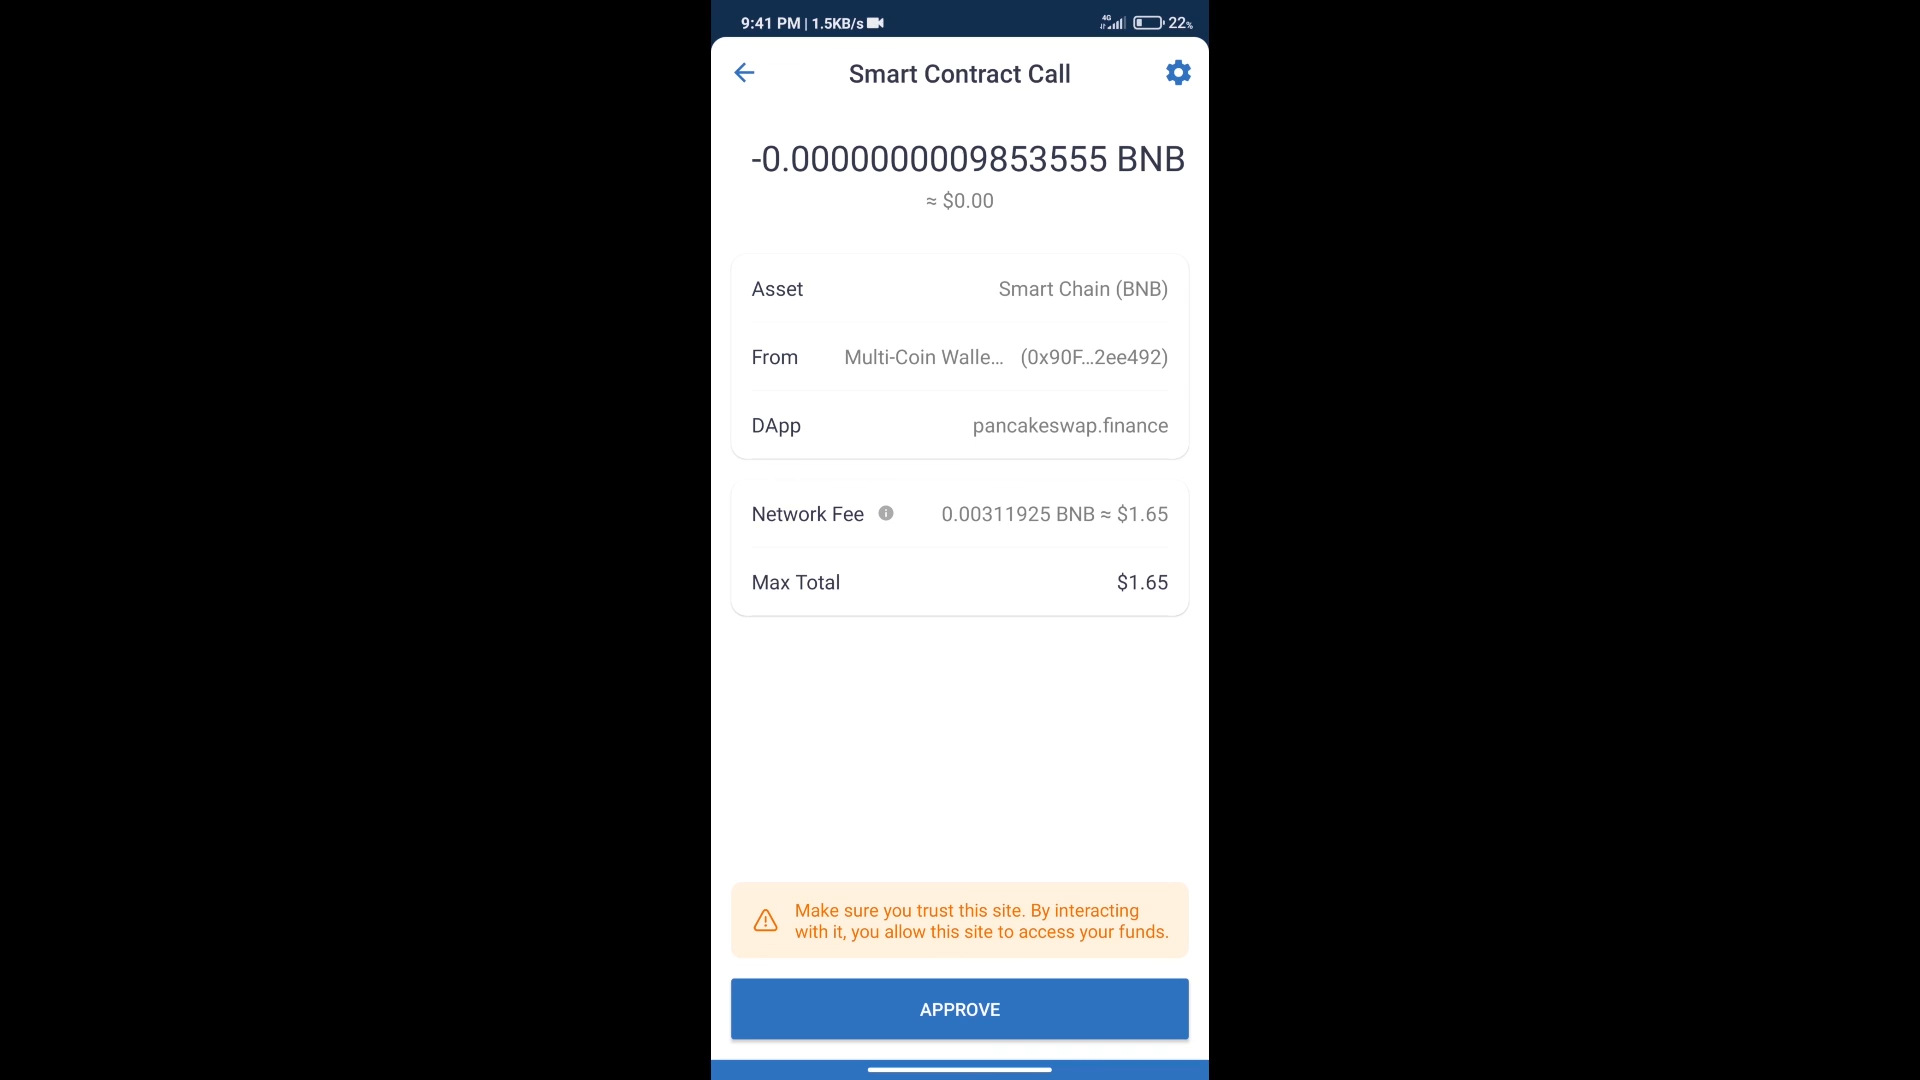 9:41 PM | 1.5KB/s 4G 22%
Smart Contract Call
-0.0000000009853555 BNB
≈ $0.00
Asset Smart Chain (BNB)
From Multi-Coin Walle... (0x90F...2ee492)
DApp pancakeswap.finance
Network Fee 0.00311925 BNB ≈ $1.65
Max Total $1.65
Make sure you trust this site. By interacting
with it, you allow this site to access your funds.
APPROVE